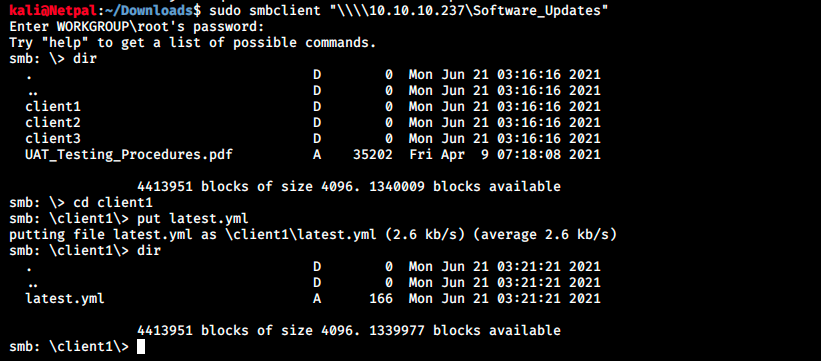 kali@Netpal:~/Downloads$ sudo smbclient "\\\\10.10.10.237\Software_Updates"
Enter WORKGROUP\root's password:
Try "help" to get a list of possible commands.
smb: \> dir
  .                                   D        0  Mon Jun 21 03:16:16 2021
  ..                                  D        0  Mon Jun 21 03:16:16 2021
  client1                             D        0  Mon Jun 21 03:16:16 2021
  client2                             D        0  Mon Jun 21 03:16:16 2021
  client3                             D        0  Mon Jun 21 03:16:16 2021
  UAT_Testing_Procedures.pdf          A    35202  Fri Apr  9 07:18:08 2021
                4413951 blocks of size 4096. 1340009 blocks available
smb: \> cd client1
smb: \client1\> put latest.yml
putting file latest.yml as \client1\latest.yml (2.6 kb/s) (average 2.6 kb/s)
smb: \client1\> dir
  .                                   D        0  Mon Jun 21 03:21:21 2021
  ..                                  D        0  Mon Jun 21 03:21:21 2021
  latest.yml                          A      166  Mon Jun 21 03:21:21 2021
                4413951 blocks of size 4096. 1339977 blocks available
smb: \client1\>